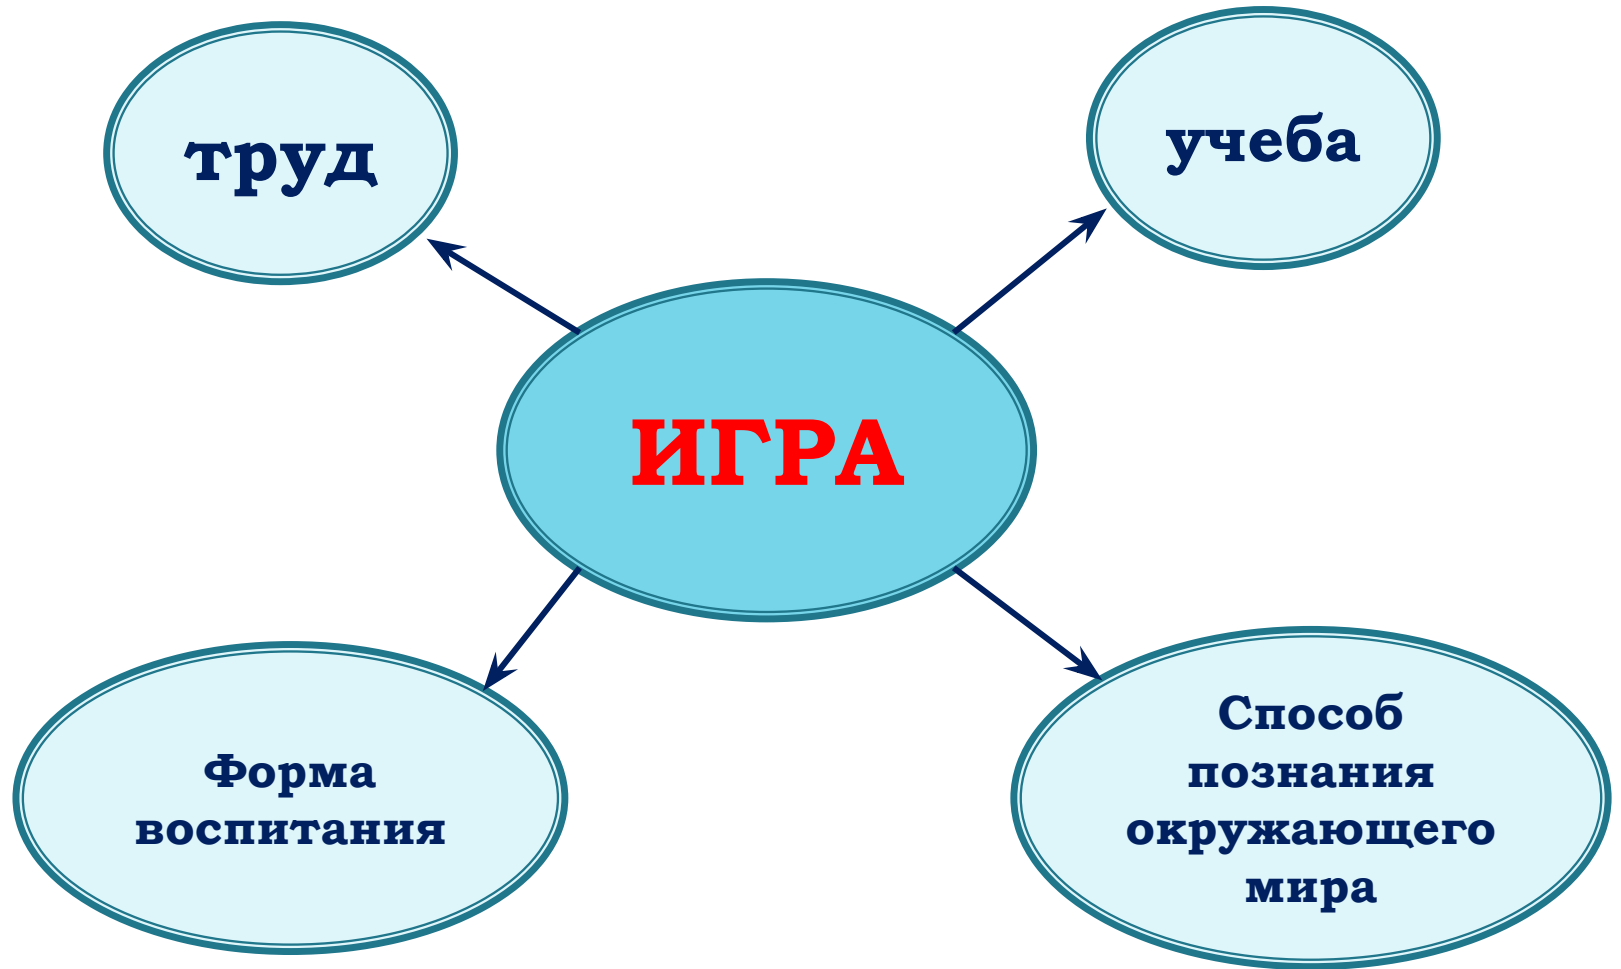 труд
учеба
ИГРА
Форма
воспитания
Способ
познания
окружающего
мира